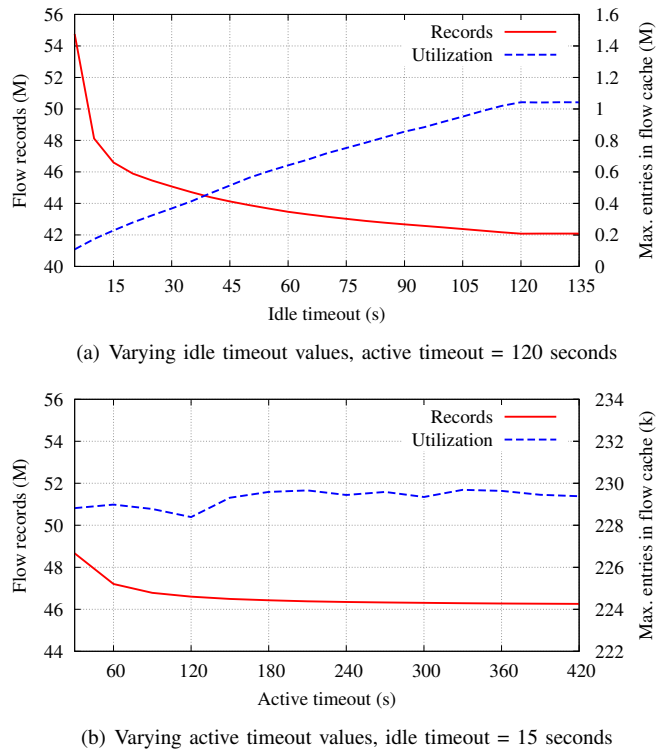 56
54
52
50
48
46
44
42
40
Flow records (M)
Records
Utilization
1.6
1.4
1.2
1
0.8
0.6
0.4
0.2
0
Max. entries in flow cache (M)
15 30 45 60 75 90 105 120 135
Idle timeout (s)
(a) Varying idle timeout values, active timeout = 120 seconds
56
54
52
50
48
46
44
Flow records (M)
Records
Utilization
234
232
230
228
226
224
222
Max. entries in flow cache (k)
60 120 180 240 300 360 420
Active timeout (s)
(b) Varying active timeout values, idle timeout = 15 seconds